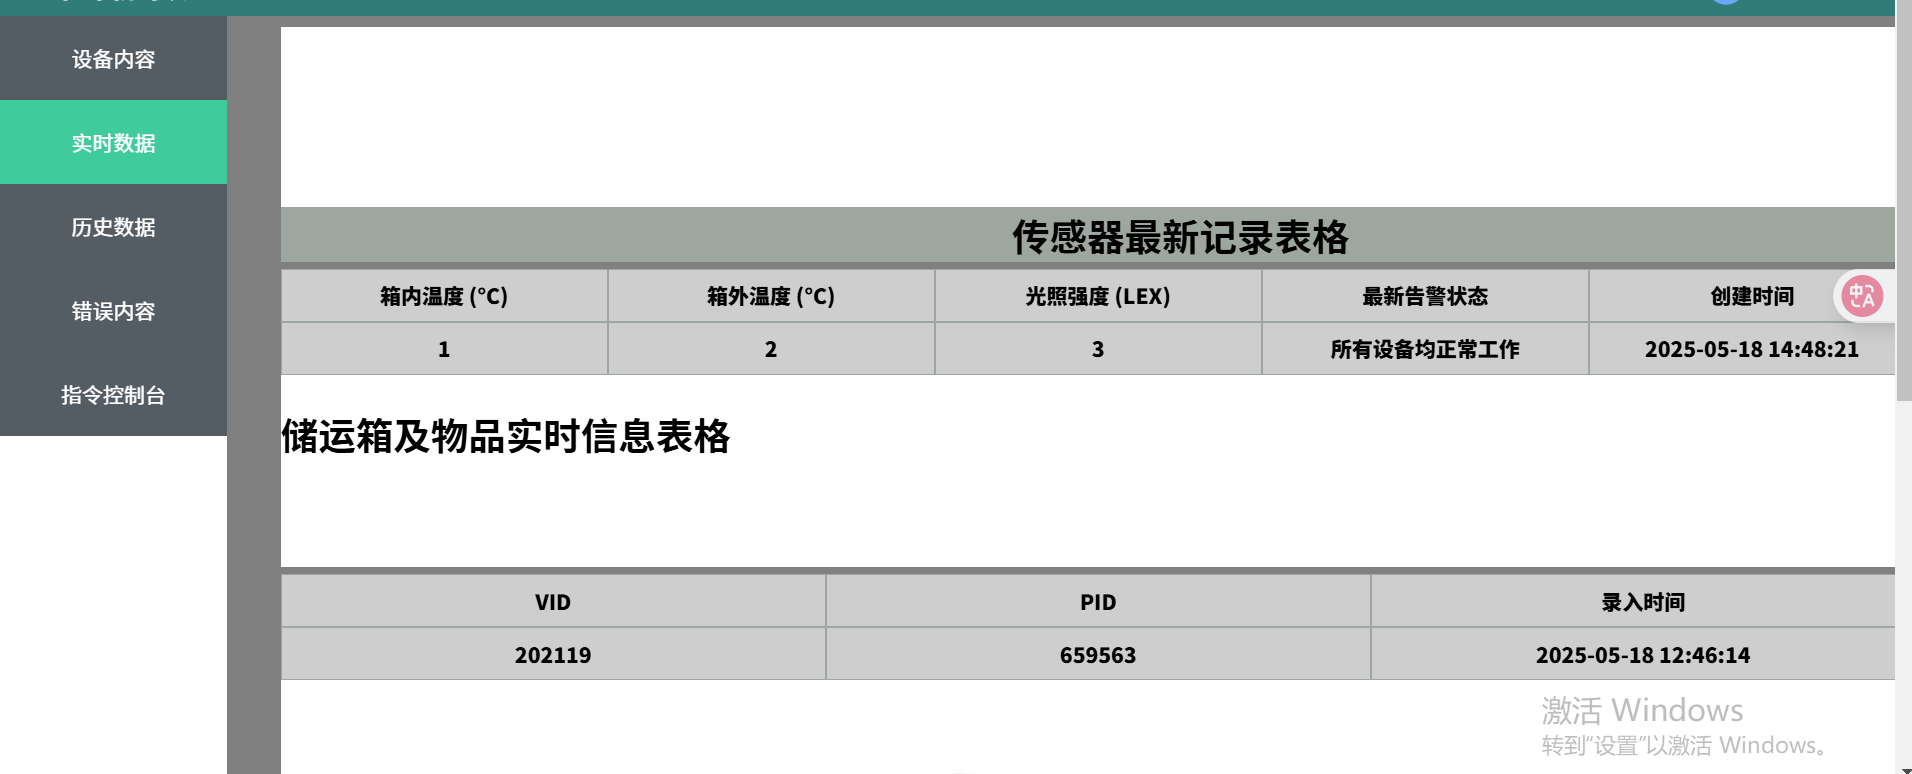 设备内容
实时数据
历史数据
错误内容
指令控制台
传感器最新记录表格
箱内温度 (℃) 箱外温度 (℃) 光照强度 (LEX) 最新告警状态 创建时间
1 2 3 所有设备均正常工作 2025-05-18 14:48:21
中A
储运箱及物品实时信息表格
VID PID 录入时间
202119 659563 2025-05-18 12:46:14
激活 Windows
转到“设置”以激活 Windows。